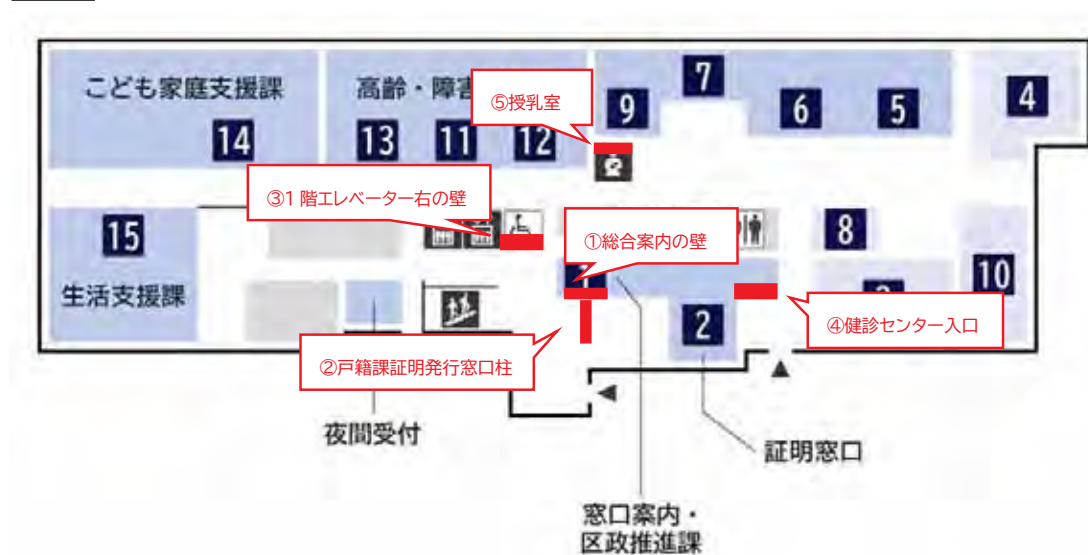 こども家庭支援課
14
高齢・障害
13
11
12
⑤授乳室
9
7
6
5
4
③1 階エレベーター右の壁
15
生活支援課
①総合案内の壁
1
8
10
2
④健診センター入口
②戸籍課証明発行窓口柱
夜間受付
証明窓口
窓口案内・
区政推進課